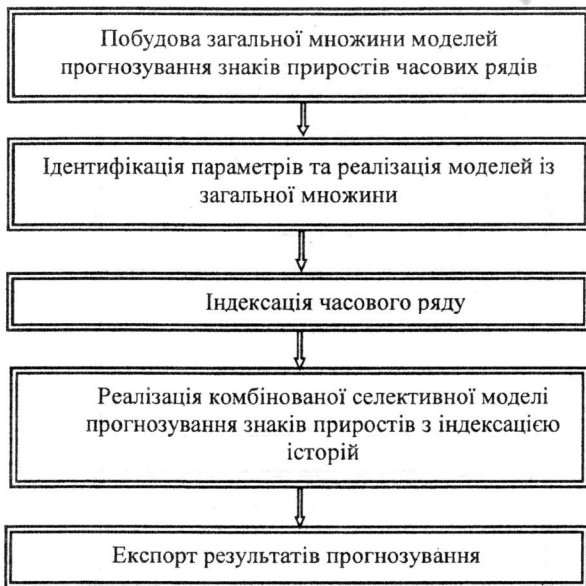 Побудова загальної множини моделей
прогнозування знаків приростів часових рядів
Ідентифікація параметрів та реалізація моделей із
загальної множини
Індексація часового ряду
Реалізація комбінованої селективної моделі
прогнозування знаків приростів з індексацією
історій
Експорт результатів прогнозування